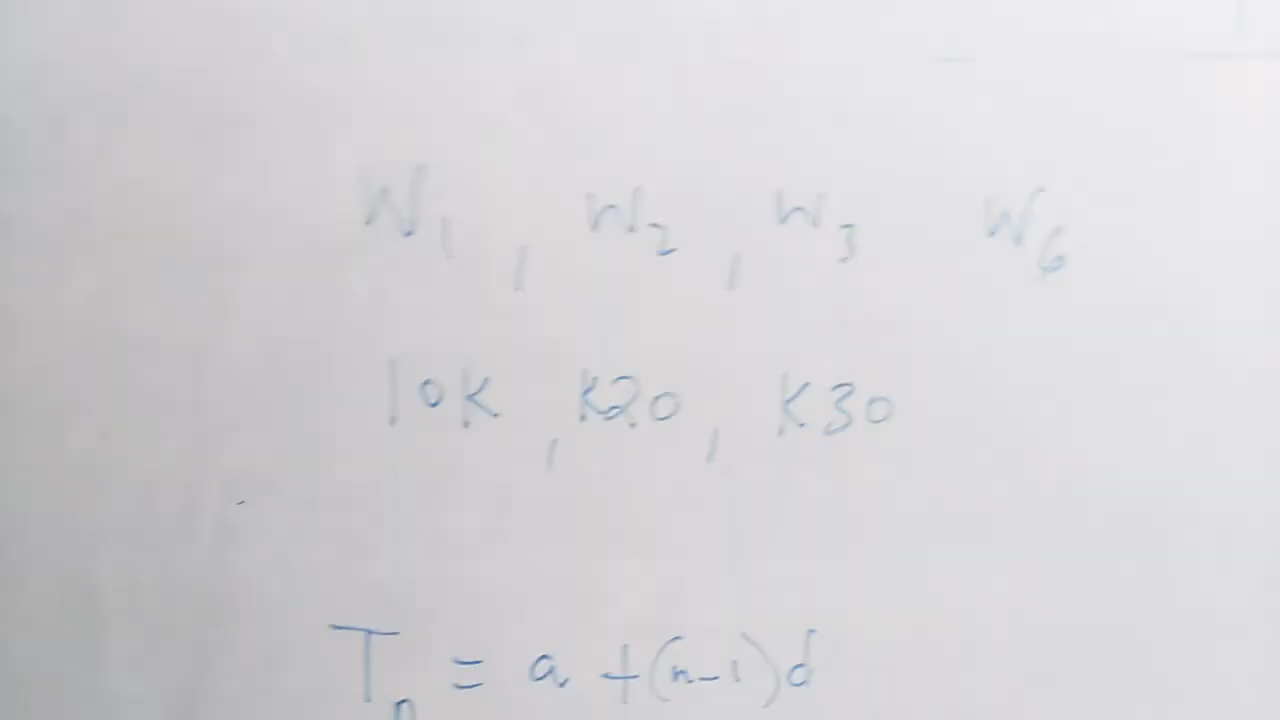 W₁, W₂, W₃ W₆
10K, K20, K30
Tₙ = a + (n-1)d